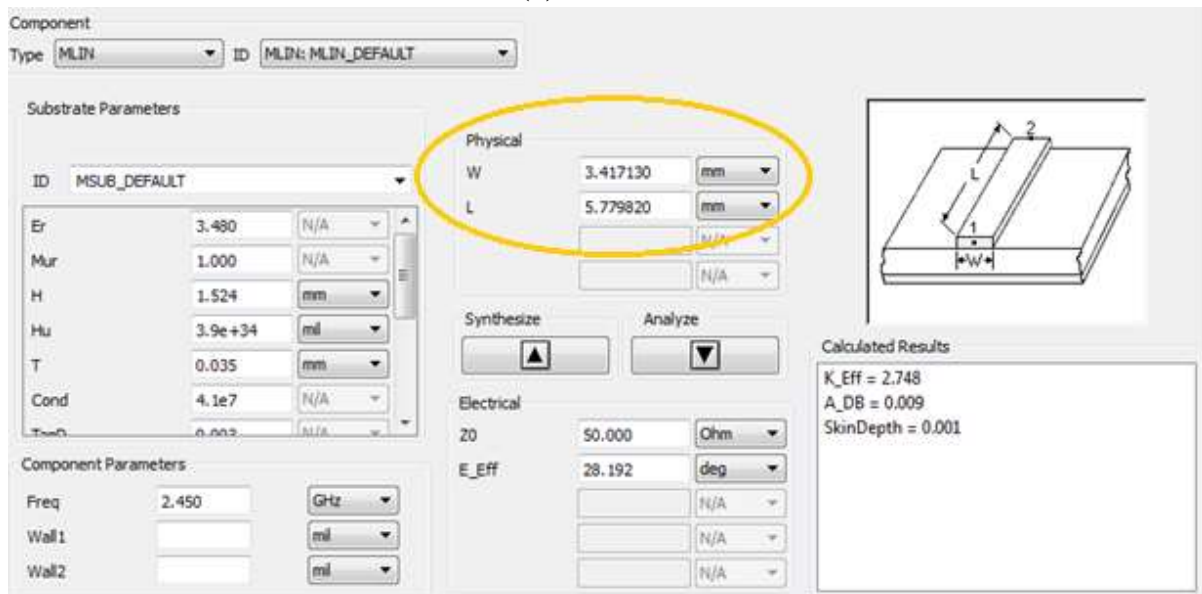 Component
Type MLIN ID MLIN: MLIN_DEFAULT
Substrate Parameters
ID MSUB_DEFAULT
Er 3.480 N/A
Mur 1.000 N/A
H 1.524 mm
Hu 3.9e+34 mil
T 0.035 mm
Cond 4.1e7 N/A
TanD 0.003 N/A
Component Parameters
Freq 2.450 GHz
Wall1 mil
Wall2 mil
Physical
W 3.417130 mm
L 5.779820 mm
N/A
N/A
Synthesize Analyze
Electrical
Z0 50.000 Ohm
E_Eff 28.192 deg
N/A
N/A
N/A
2
L
1
W
Calculated Results
K_Eff = 2.748
A_DB = 0.009
SkinDepth = 0.001